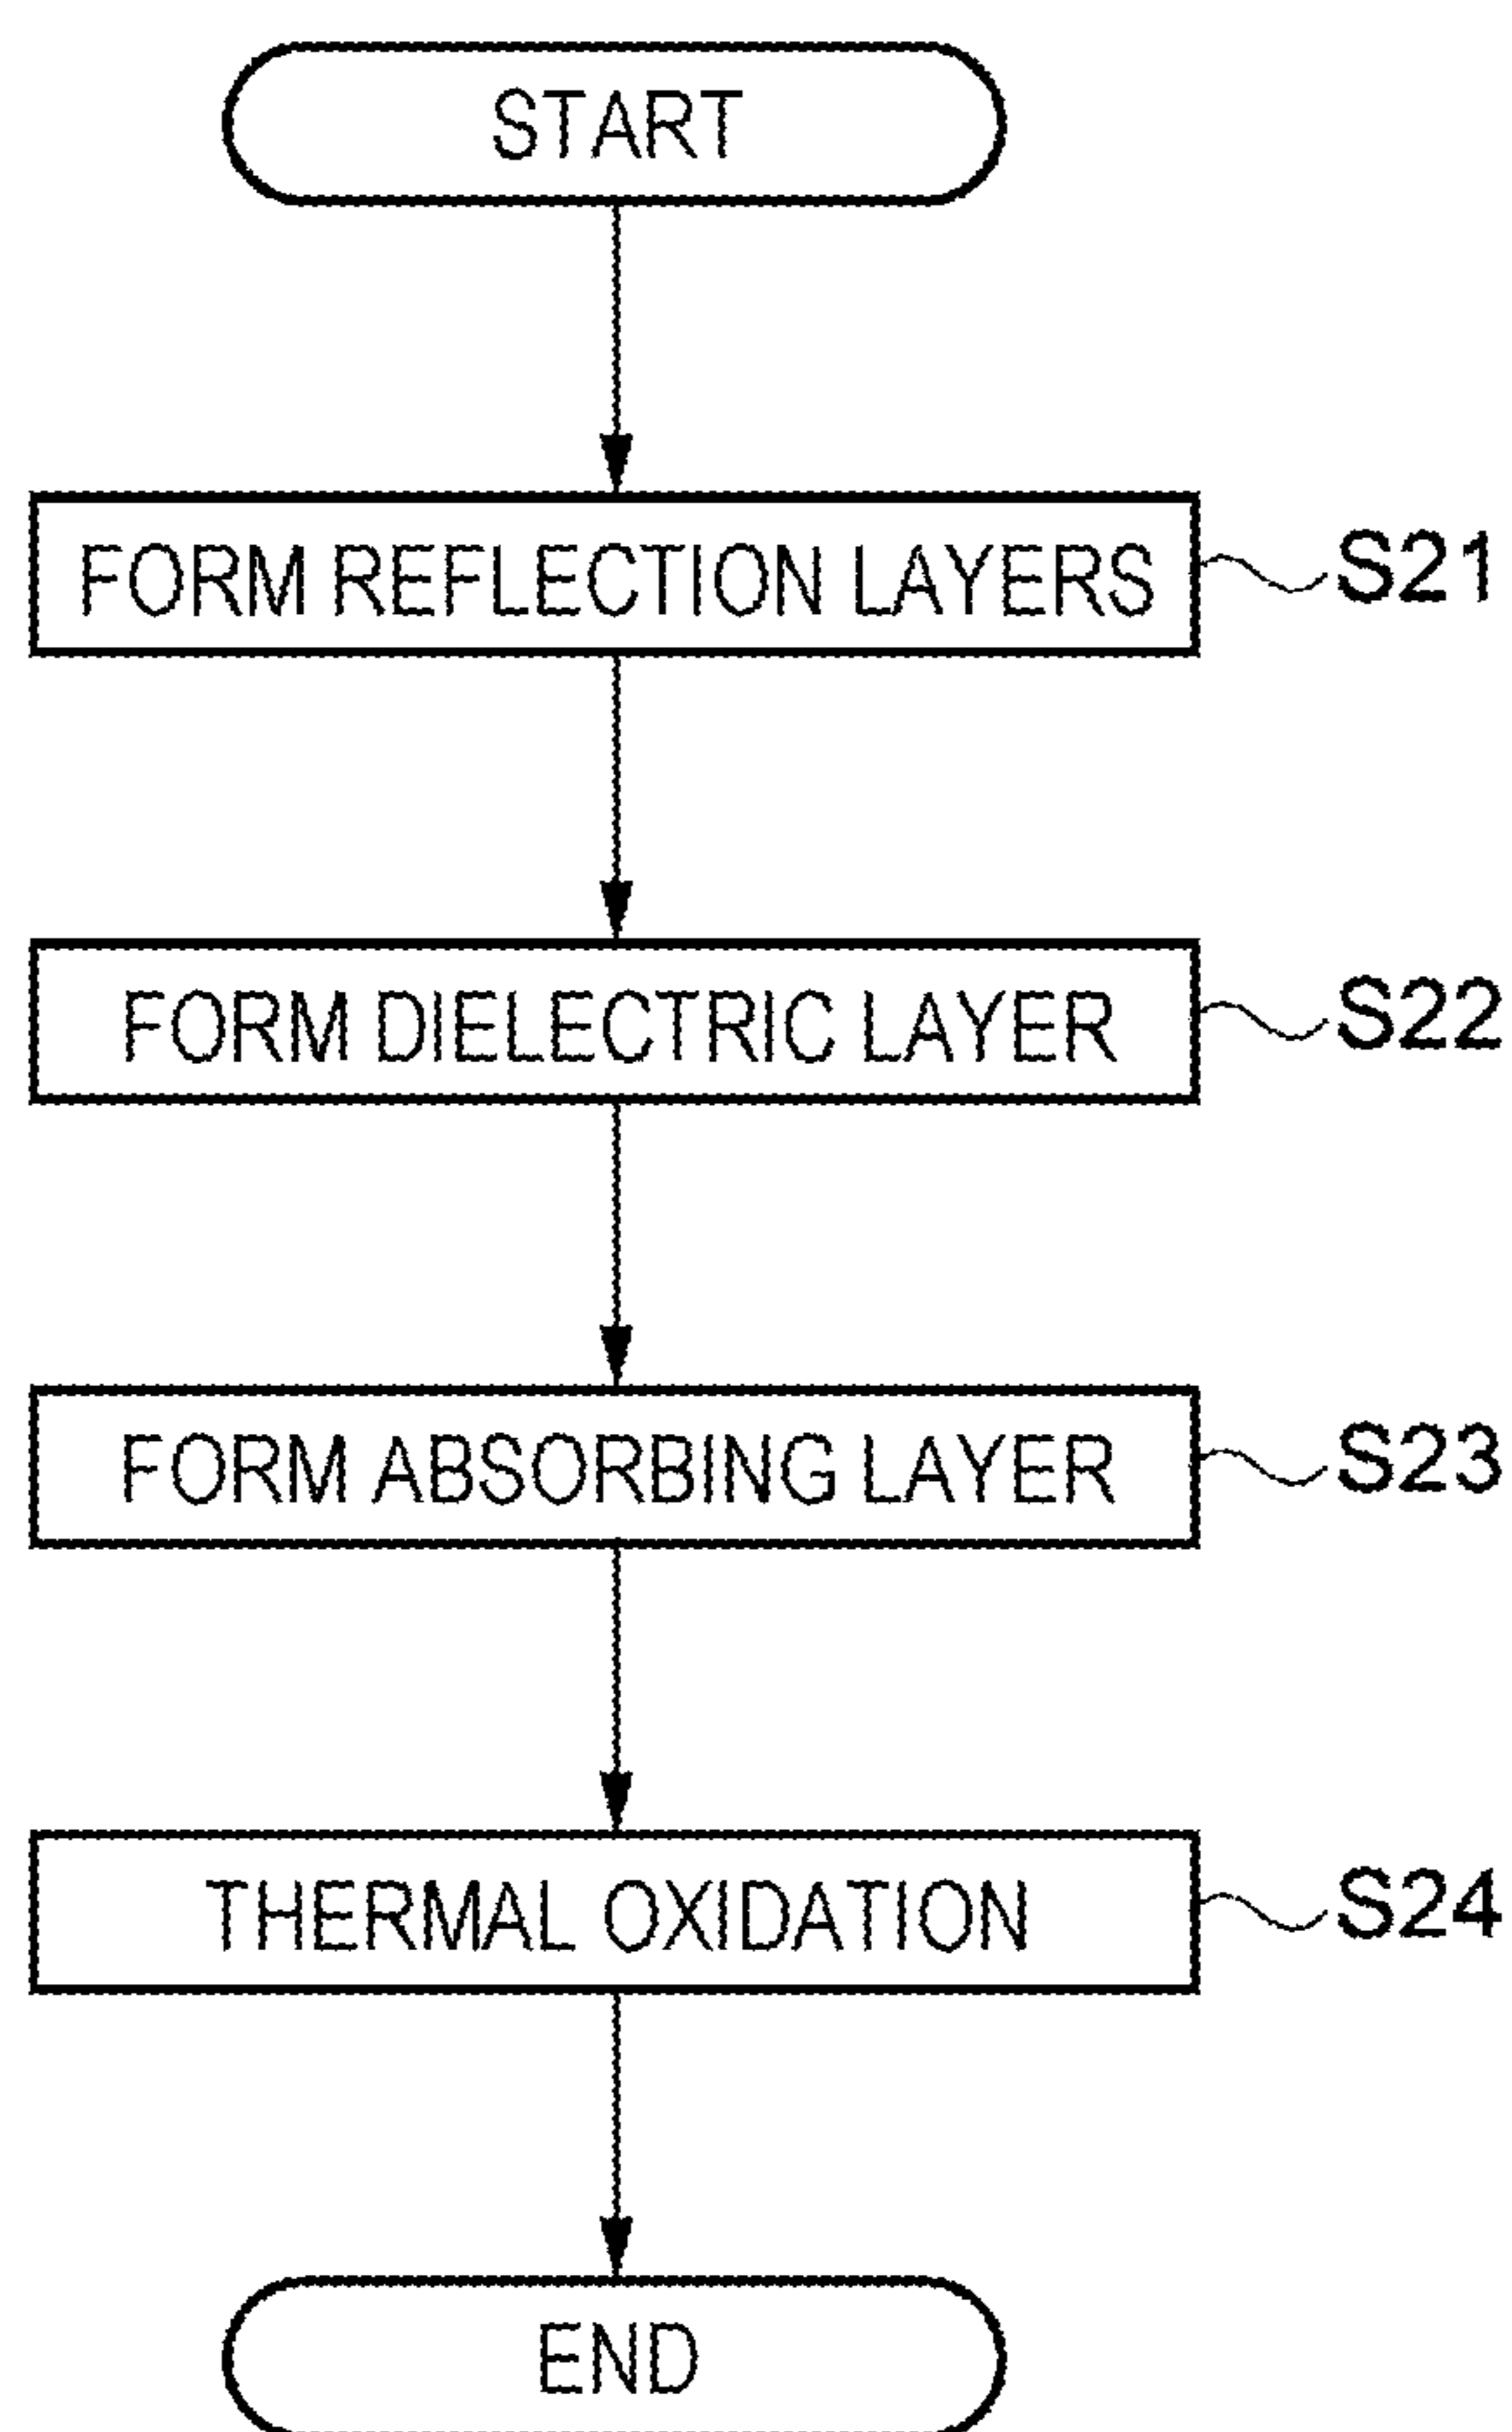 START
FORM REFLECTION LAYERS S21
FORM DIELECTRIC LAYER S22
FORM ABSORBING LAYER S23
THERMAL OXIDATION S24
END